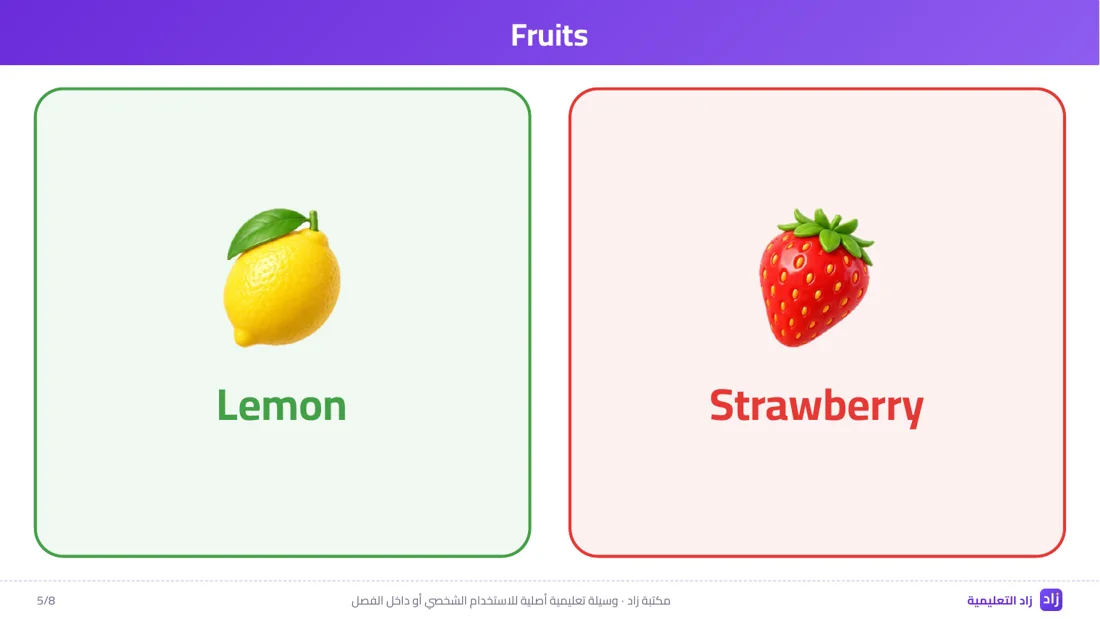 Fruits
Lemon
Strawberry
زاد
زاد التعليمية
مكتبة زاد · وسيلة تعليمية أصلية للاستخدام الشخصي أو داخل الفصل
5/8